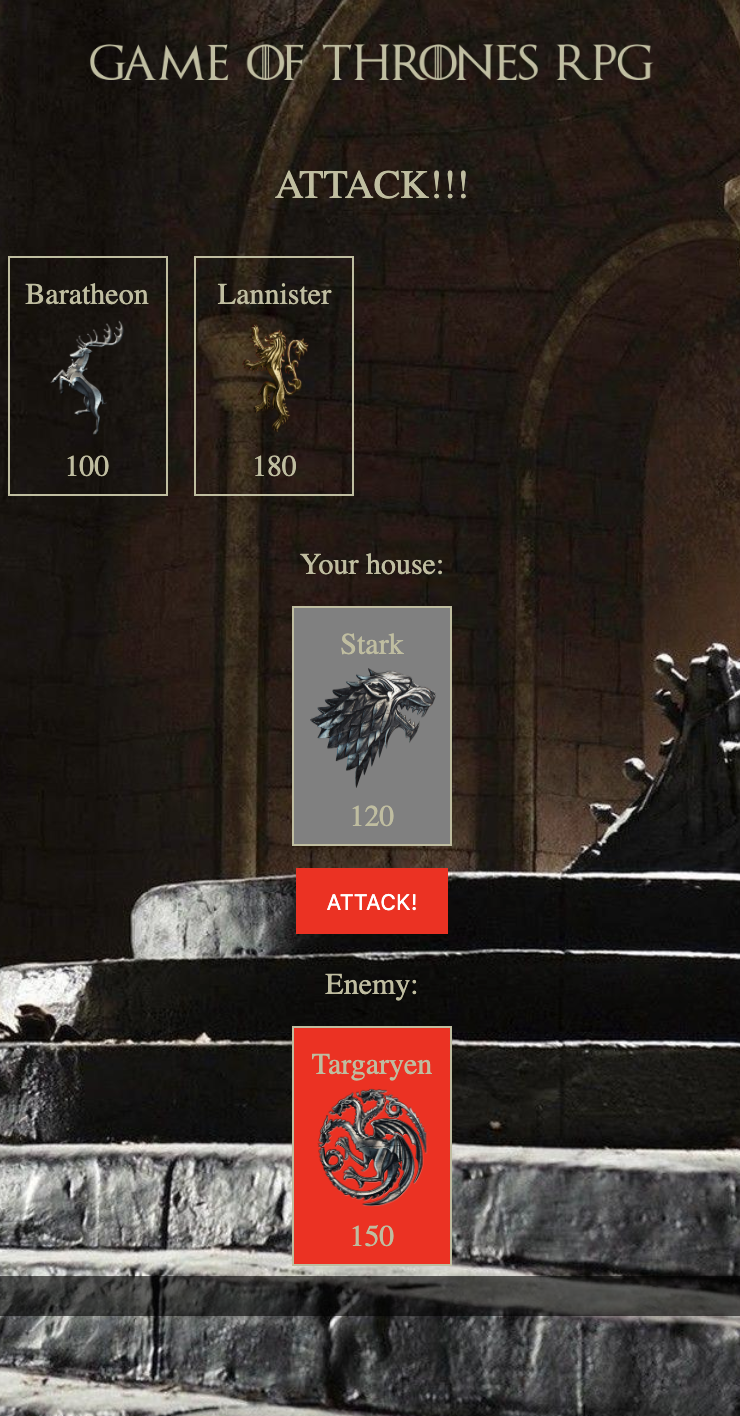 GAME OF THRONES RPG
ATTACK!!!
Baratheon
100
Lannister
180
Your house:
Stark
120
ATTACK!
Enemy:
Targaryen
150